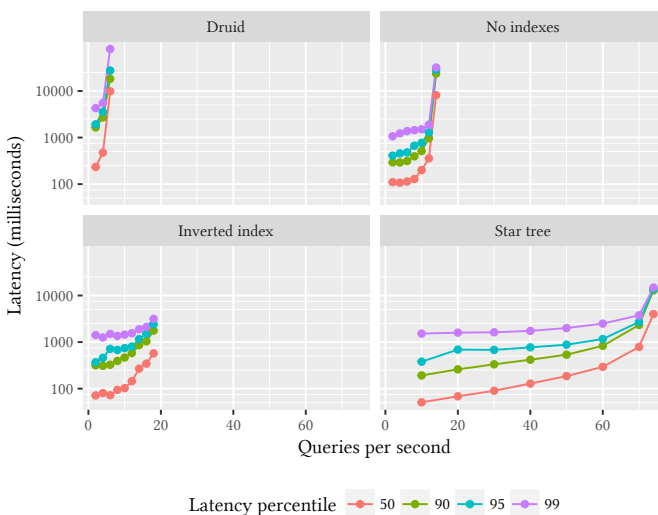 Druid
No indexes
10000
1000
100
Inverted index
Star tree
10000
1000
100
0
20
40
60
0
20
40
60
Latency (milliseconds)
Queries per second
Latency percentile 50 90 95 99